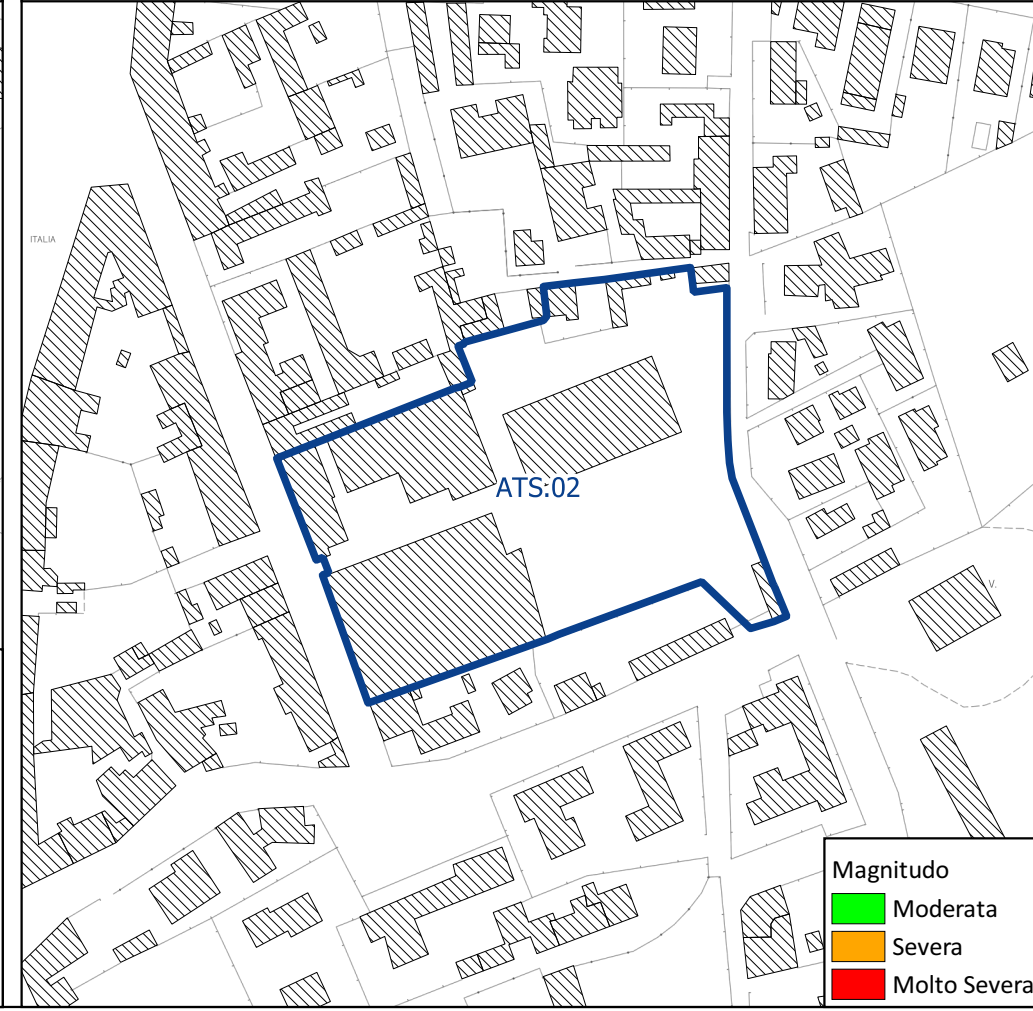 ITALIA
ATS:02
V.
Magnitudo
Moderata
Severa
Molto Severa